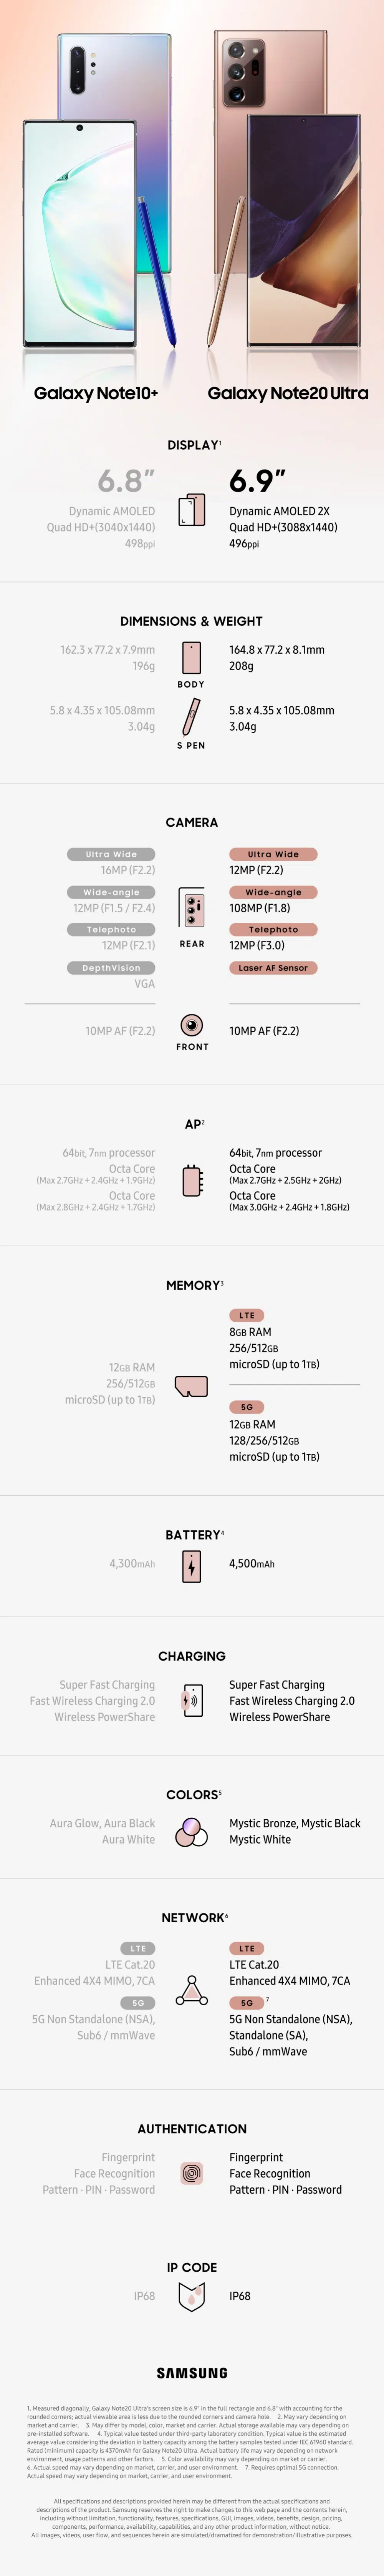 Galaxy Note10+
Galaxy Note20 Ultra
DISPLAY¹
6.8”
Dynamic AMOLED
Quad HD+(3040x1440)
498ppi
6.9”
Dynamic AMOLED 2X
Quad HD+(3088x1440)
496ppi
DIMENSIONS & WEIGHT
162.3 x 77.2 x 7.9mm
196g
BODY
164.8 x 77.2 x 8.1mm
208g
5.8 x 4.35 x 105.08mm
3.04g
S PEN
5.8 x 4.35 x 105.08mm
3.04g
CAMERA
Ultra Wide
16MP (F2.2)
Wide-angle
12MP (F1.5 / F2.4)
Telephoto
12MP (F2.1)
DepthVision
VGA
REAR
Ultra Wide
12MP (F2.2)
Wide-angle
108MP (F1.8)
Telephoto
12MP (F3.0)
Laser AF Sensor
10MP AF (F2.2)
FRONT
10MP AF (F2.2)
AP²
64bit, 7nm processor
Octa Core
(Max 2.7GHz + 2.4GHz + 1.9GHz)
Octa Core
(Max 2.8GHz + 2.4GHz + 1.7GHz)
64bit, 7nm processor
Octa Core
(Max 2.7GHz + 2.5GHz + 2GHz)
Octa Core
(Max 3.0GHz + 2.4GHz + 1.8GHz)
MEMORY³
12GB RAM
256/512GB
microSD (up to 1TB)
LTE
8GB RAM
256/512GB
microSD (up to 1TB)
5G
12GB RAM
128/256/512GB
microSD (up to 1TB)
BATTERY⁴
4,300mAh
4,500mAh
CHARGING
Super Fast Charging
Fast Wireless Charging 2.0
Wireless PowerShare
Super Fast Charging
Fast Wireless Charging 2.0
Wireless PowerShare
COLORS⁵
Aura Glow, Aura Black
Aura White
Mystic Bronze, Mystic Black
Mystic White
NETWORK⁶
LTE
LTE Cat.20
Enhanced 4X4 MIMO, 7CA
5G
5G Non Standalone (NSA),
Sub6 / mmWave
LTE
LTE Cat.20
Enhanced 4X4 MIMO, 7CA
5G ⁷
5G Non Standalone (NSA),
Standalone (SA),
Sub6 / mmWave
AUTHENTICATION
Fingerprint
Face Recognition
Pattern · PIN · Password
Fingerprint
Face Recognition
Pattern · PIN · Password
IP CODE
IP68
IP68
SAMSUNG
1. Measured diagonally, Galaxy Note20 Ultra's screen size is 6.9" in the full rectangle and 6.8" with accounting for the
rounded corners; actual viewable area is less due to the rounded corners and camera hole. 2. May vary depending on
market and carrier. 3. May differ by model, color, market and carrier. Actual storage available may vary depending on
pre-installed software. 4. Typical value tested under third-party laboratory condition. Typical value is the estimated
average value considering the deviation in battery capacity among the battery samples tested under IEC 61960 standard.
Rated (minimum) capacity is 4370mAh for Galaxy Note20 Ultra. Actual battery life may vary depending on network
environment, usage patterns and other factors. 5. Color availability may vary depending on market or carrier.
6. Actual speed may vary depending on market, carrier, and user environment. 7. Requires optimal 5G connection.
Actual speed may vary depending on market, carrier, and user environment.
All specifications and descriptions provided herein may be different from the actual specifications and
descriptions of the product. Samsung reserves the right to make changes to this web page and the contents herein,
including without limitation, functionality, features, specifications, GUI, images, videos, benefits, design, pricing,
components, performance, availability, capabilities, and any other product information, without notice.
All images, videos, user flow, and sequences herein are simulated/dramatized for demonstration/illustrative purposes.